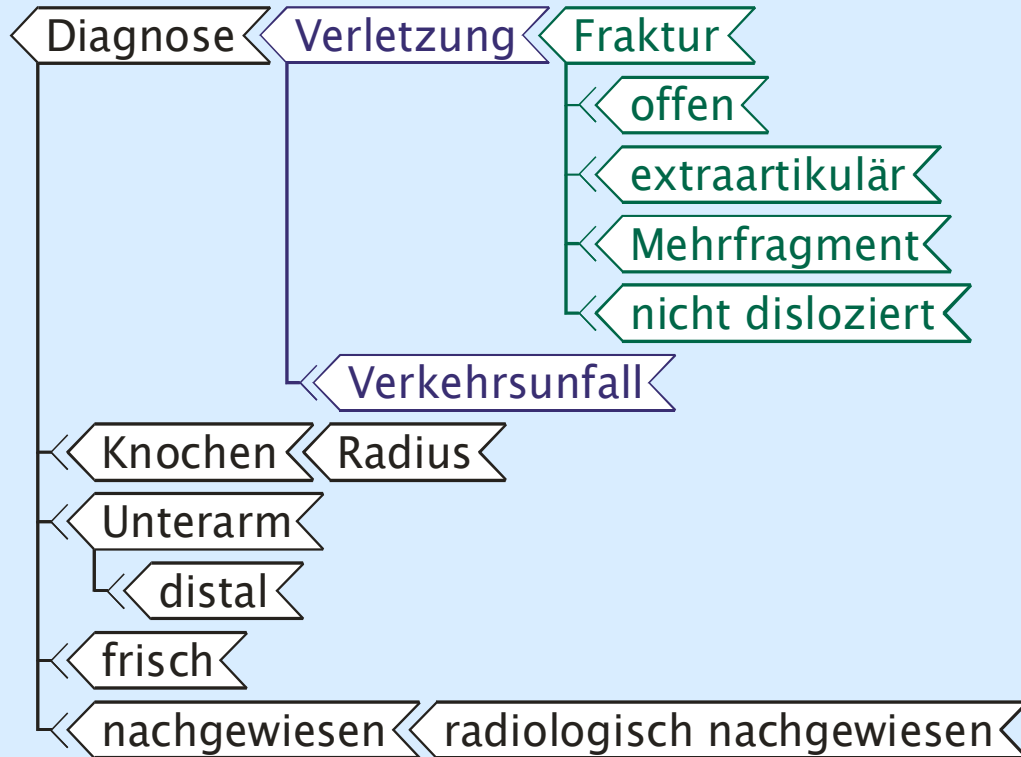 Diagnose Verletzung Fraktur
offen
extraartikulär
Mehrfragment
nicht disloziert
Verkehrsunfall
Knochen Radius
Unterarm
distal
frisch
nachgewiesen radiologisch nachgewiesen